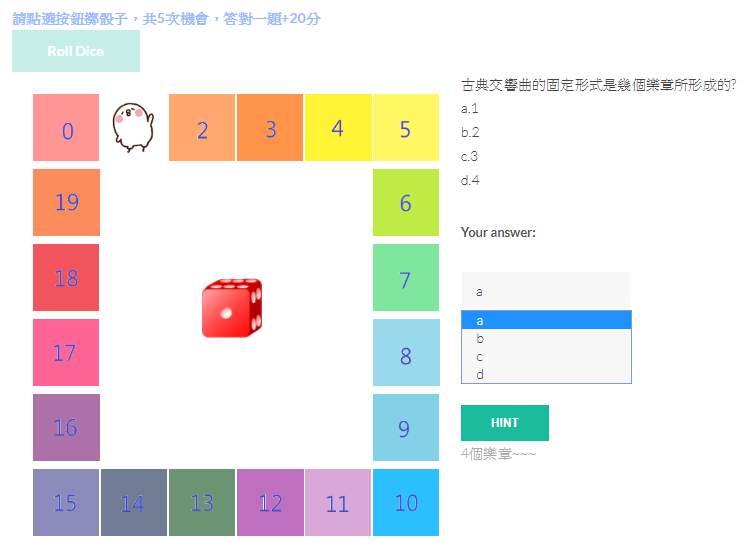 請點選按鈕擲骰子，共5次機會，答對一題+20分
Roll Dice
古典交響曲的固定形式是幾個樂章所形成的?
a.1
b.2
c.3
d.4
Your answer:
a
a
b
c
d
HINT
4個樂章~~~
0 2 3 4 5
19 6
18 7
17 8
16 9
15 14 13 12 11 10